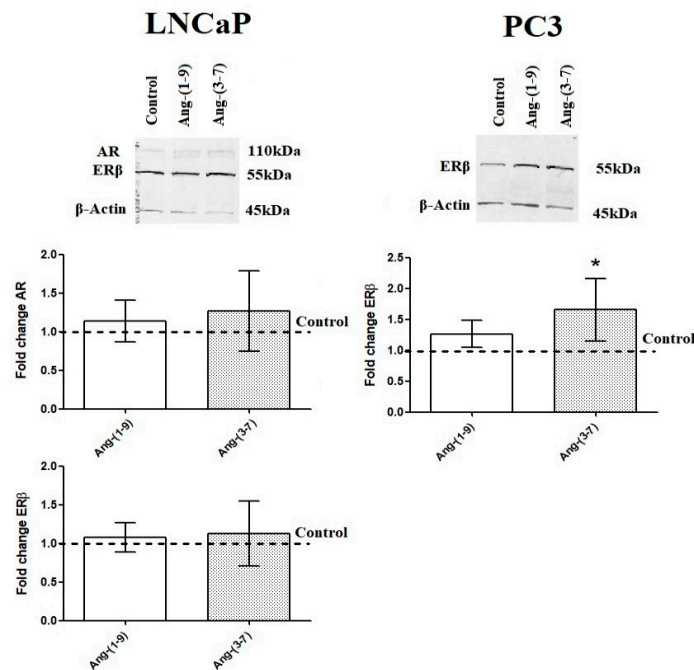 LNCaP
Control
Ang-(1-9)
Ang-(3-7)
AR 110kDa
ERβ 55kDa
β-Actin 45kDa
Fold change AR
2.0
1.5
1.0
0.5
0.0
Control
Ang-(1-9)
Ang-(3-7)
Fold change ERβ
2.0
1.5
1.0
0.5
0.0
Control
Ang-(1-9)
Ang-(3-7)
PC3
Control
Ang-(1-9)
Ang-(3-7)
ERβ 55kDa
β-Actin 45kDa
Fold change ERβ
2.5
2.0
1.5
1.0
0.5
0.0
*
Control
Ang-(1-9)
Ang-(3-7)